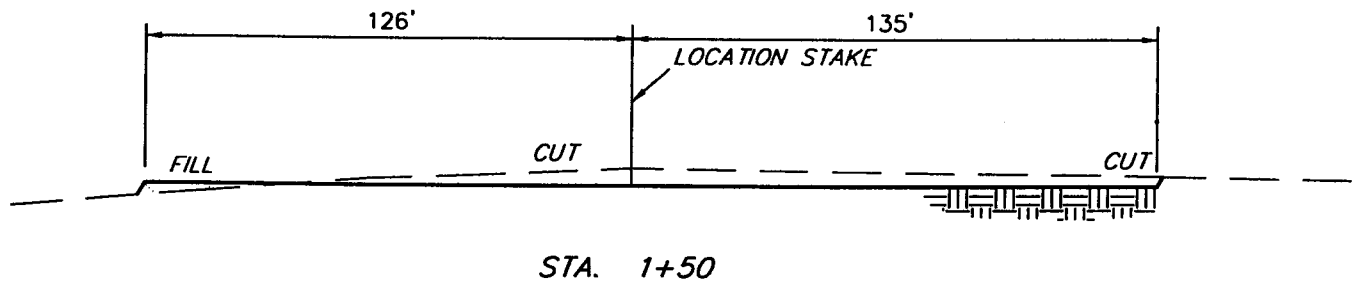 126'
135'
LOCATION STAKE
FILL
CUT
CUT
STA. 1+50